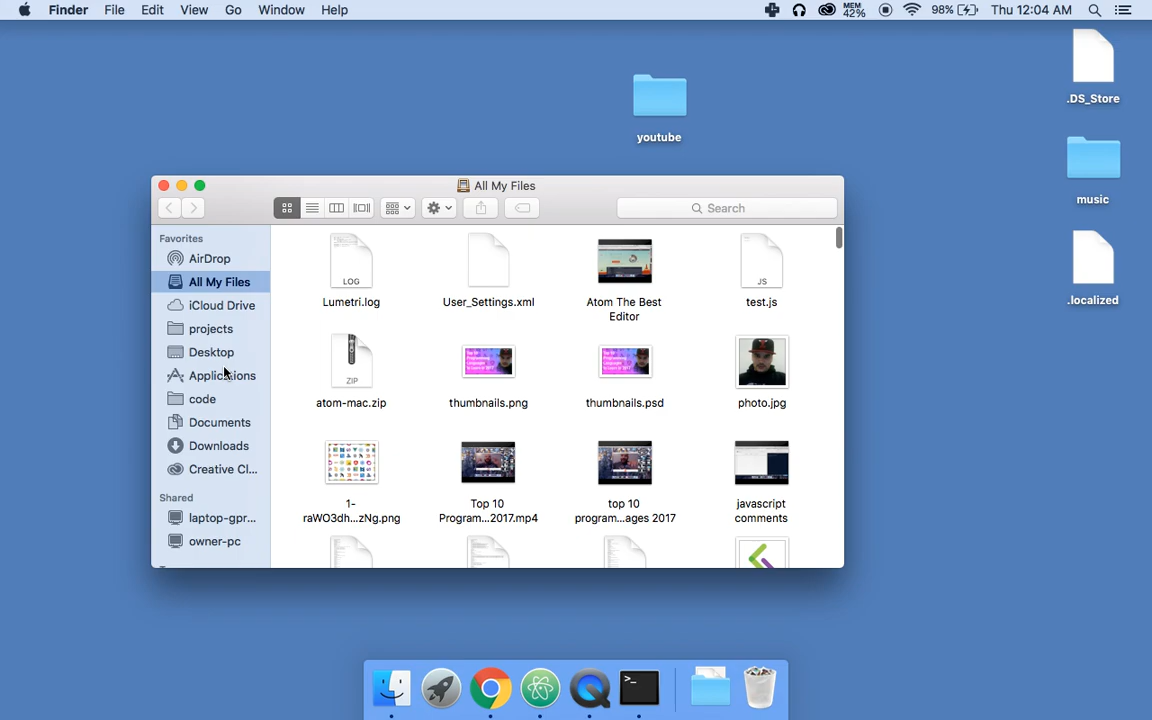 Finder File Edit View Go Window Help
MEM 42% 98% Thu 12:04 AM
.DS_Store
youtube
music
.localized
All My Files
Search
Favorites
AirDrop
All My Files
iCloud Drive
projects
Desktop
Applications
code
Documents
Downloads
Creative Cl...
Shared
laptop-gpr...
owner-pc
LOG
JS
Lumetri.log
User_Settings.xml
Atom The Best
Editor
test.js
ZIP
atom-mac.zip
thumbnails.png
thumbnails.psd
photo.jpg
1-
raWO3dh...zNg.png
Top 10
Program...2017.mp4
top 10
program...ages 2017
javascript
comments